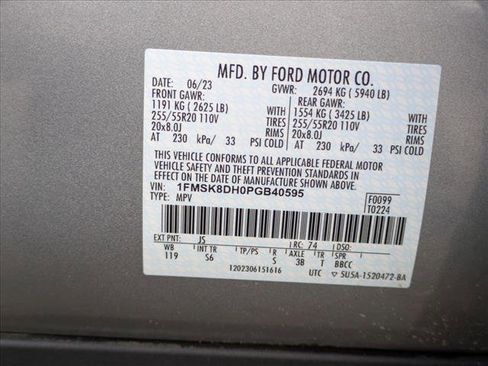 MFD. BY FORD MOTOR CO.
DATE: 06/23 GVWR: 2694 KG ( 5940 LB)
FRONT GAWR: REAR GAWR:
1191 KG ( 2625 LB) WITH 1554 KG ( 3425 LB) WITH
255/55R20 110V TIRES 255/55R20 110V TIRES
20x8.0J RIMS 20x8.0J RIMS
AT 230 kPa/ 33 PSI COLD AT 230 kPa/ 33 PSI COLD
THIS VEHICLE CONFORMS TO ALL APPLICABLE FEDERAL MOTOR
VEHICLE SAFETY AND THEFT PREVENTION STANDARDS IN EFFECT
ON THE DATE OF MANUFACTURE SHOWN ABOVE.
VIN: 1FMSK8DH0PGB40595 F0099
TYPE: MPV T0224
EXT PNT: JS RC: 74 DSO:
WB INT TR TP/PS R AXLE TR SPR
119 S6 S 3B T BBCC
1202306151616 UTC ▽ 5U5A-1520472-BA